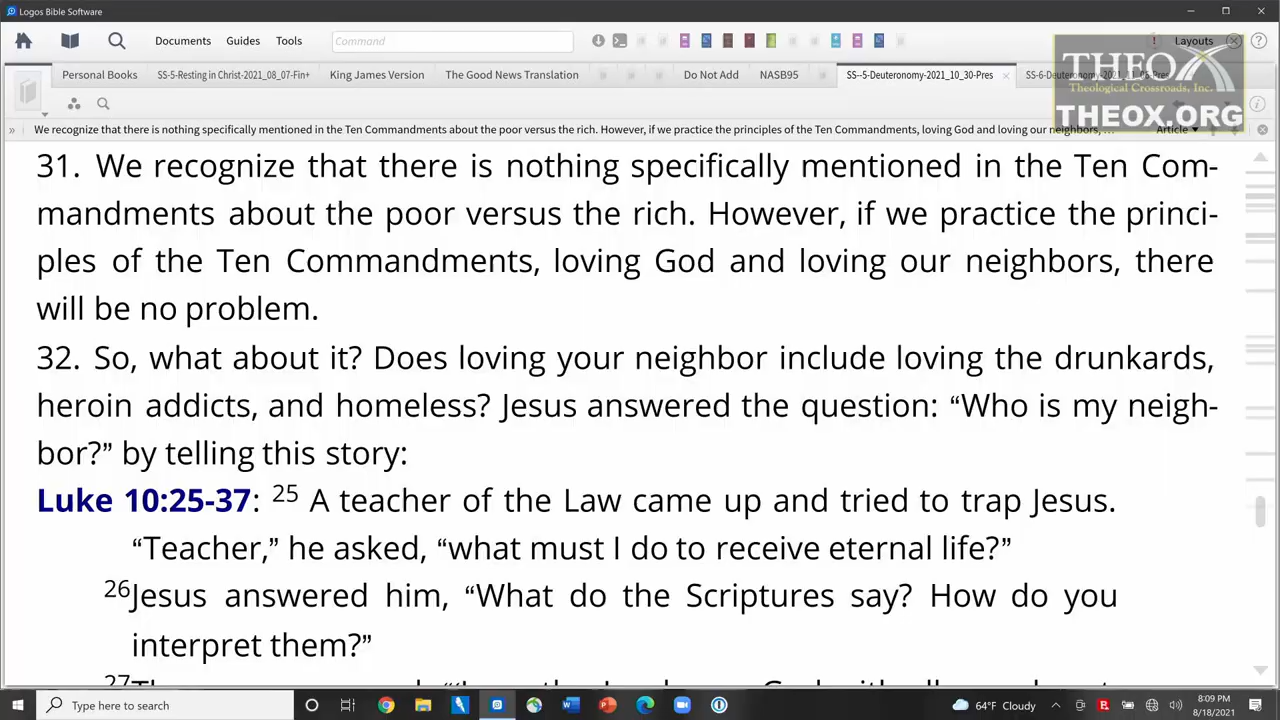 Logos Bible Software
Documents Guides Tools Command Layouts
THEOX
Theological Crossroads, Inc.
THEOX.ORG
Personal Books SS-5-Resting in Christ-2021_08_07-Fin+ King James Version The Good News Translation Do Not Add NASB95 SS--5-Deuteronomy-2021_10_30-Pres
We recognize that there is nothing specifically mentioned in the Ten Commandments about the poor versus the rich. However, if we practice the principles of the Ten Commandments, loving God and loving our neighbors, ... Article
31. We recognize that there is nothing specifically mentioned in the Ten Com-
mandments about the poor versus the rich. However, if we practice the princi-
ples of the Ten Commandments, loving God and loving our neighbors, there
will be no problem.
32. So, what about it? Does loving your neighbor include loving the drunkards,
heroin addicts, and homeless? Jesus answered the question: “Who is my neigh-
bor?” by telling this story:
Luke 10:25-37: 25 A teacher of the Law came up and tried to trap Jesus.
“Teacher,” he asked, “what must I do to receive eternal life?”
26Jesus answered him, “What do the Scriptures say? How do you
interpret them?”
27
Type here to search 64°F Cloudy 8:09 PM
8/18/2021